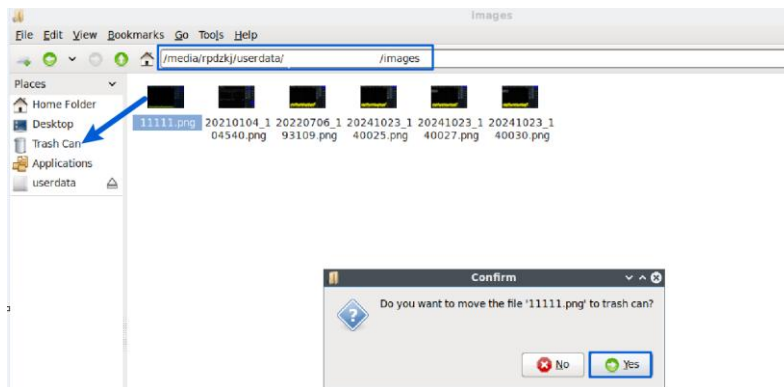 Images
File Edit View Bookmarks Go Tools Help
/media/rpdzkj/userdata/ /images
Places
Home Folder
Desktop
Trash Can
Applications
userdata
11111.png 20210104_1 20220706_1 20241023_1 20241023_1 20241023_1
04540.png 93109.png 40025.png 40027.png 40030.png
Confirm
Do you want to move the file '11111.png' to trash can?
No Yes